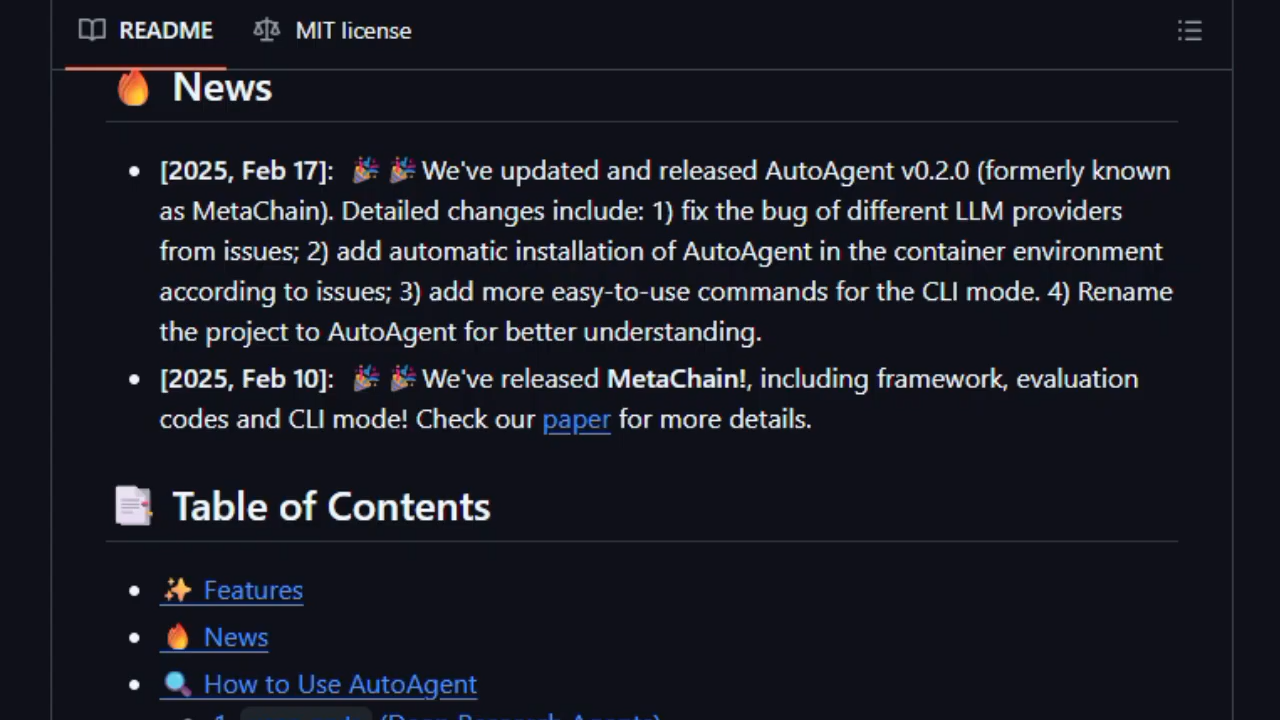 README MIT license
🔥 News
• [2025, Feb 17]: 🎉 🎉 We've updated and released AutoAgent v0.2.0 (formerly known
as MetaChain). Detailed changes include: 1) fix the bug of different LLM providers
from issues; 2) add automatic installation of AutoAgent in the container environment
according to issues; 3) add more easy-to-use commands for the CLI mode. 4) Rename
the project to AutoAgent for better understanding.
• [2025, Feb 10]: 🎉 🎉 We've released MetaChain!, including framework, evaluation
codes and CLI mode! Check our paper for more details.
📑 Table of Contents
• ✨ Features
• 🔥 News
• 🔍 How to Use AutoAgent
1. (Deep Research Agents)